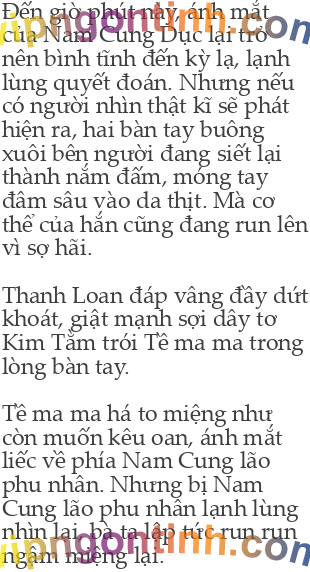 Đến giờ phút này, ánh mắt
của Nam Cung Dục lại trở
nên bình tĩnh đến kỳ lạ, lạnh
lùng quyết đoán. Nhưng nếu
có người nhìn thật kĩ sẽ phát
hiện ra, hai bàn tay buông
xuôi bên người đang siết lại
thành nắm đấm, móng tay
đâm sâu vào da thịt. Mà cơ
thể của hắn cũng đang run lên
vì sợ hãi.
Thanh Loan đáp vâng đầy dứt
khoát, giật mạnh sợi dây tơ
Kim Tằm trói Tề ma ma trong
lòng bàn tay.
Tề ma ma há to miệng như
còn muốn kêu oan, ánh mắt
liếc về phía Nam Cung lão
phu nhân. Nhưng bị Nam
Cung lão phu nhân lạnh lùng
nhìn lại, bà ta lập tức run run
ngậm miệng lại.
vipngontinh.com
vipngontinh.com